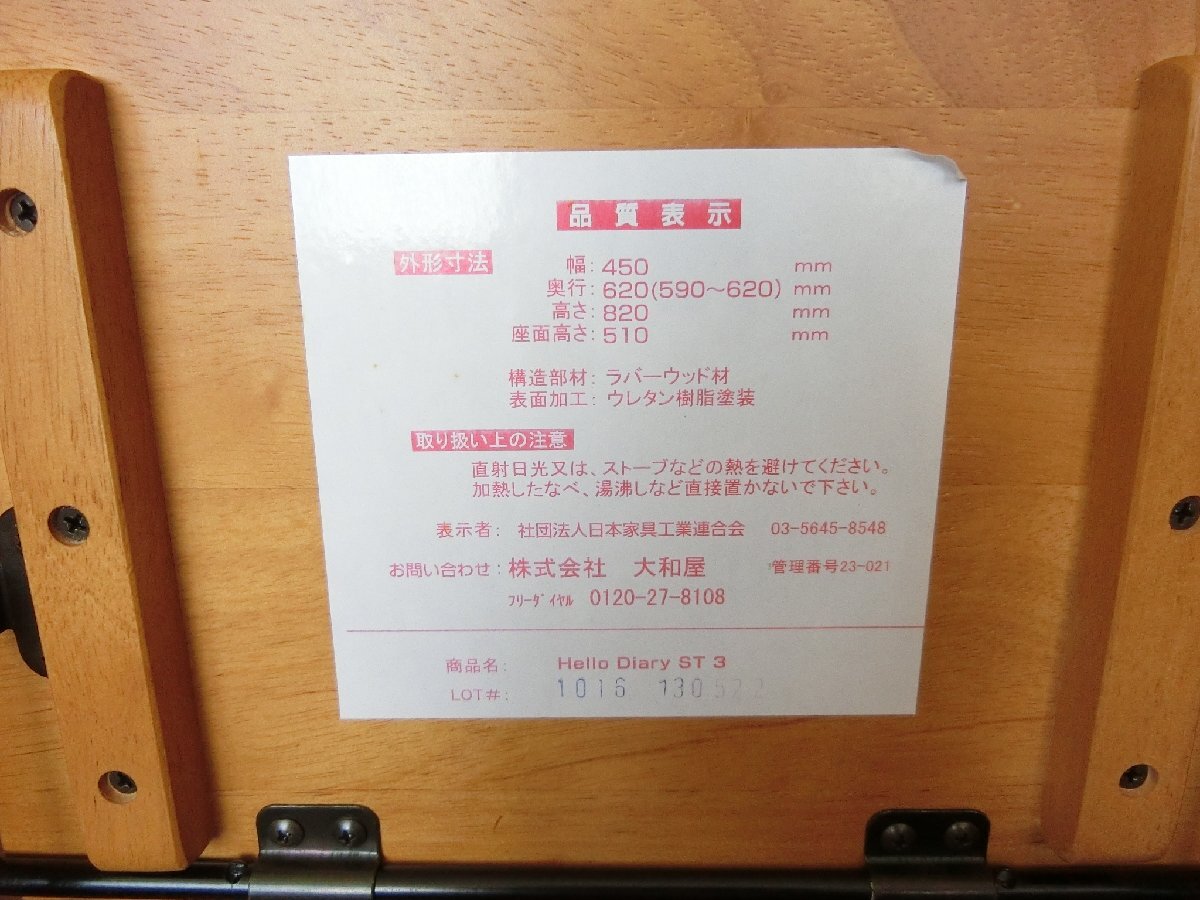 品質表示
外形寸法 幅: 450 mm
奥行: 620(590〜620) mm
高さ: 820 mm
座面高さ: 510 mm
構造部材: ラバーウッド材
表面加工: ウレタン樹脂塗装
取り扱い上の注意
直射日光又は、ストーブなどの熱を避けてください。
加熱したなべ、湯沸しなど直接置かないで下さい。
表示者: 社団法人日本家具工業連合会 03-5645-8548
お問い合わせ: 株式会社 大和屋 管理番号23-021
フリーダイヤル 0120-27-8108
商品名: Hello Diary ST 3
LOT#: 1016 130522